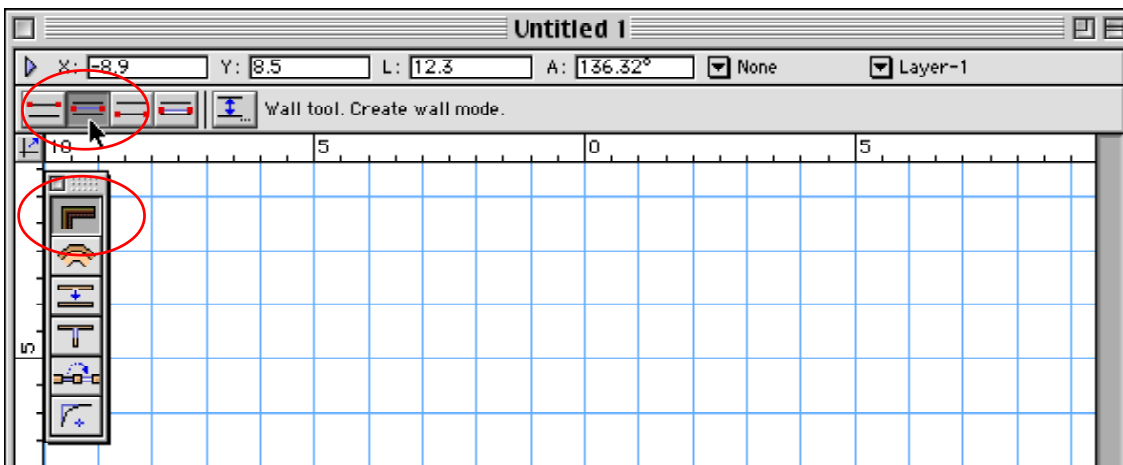 Untitled 1
X: -8.9 Y: 8.5 L: 12.3 A: 136.32° None Layer-1
Wall tool. Create wall mode.
10 5 0 5
5